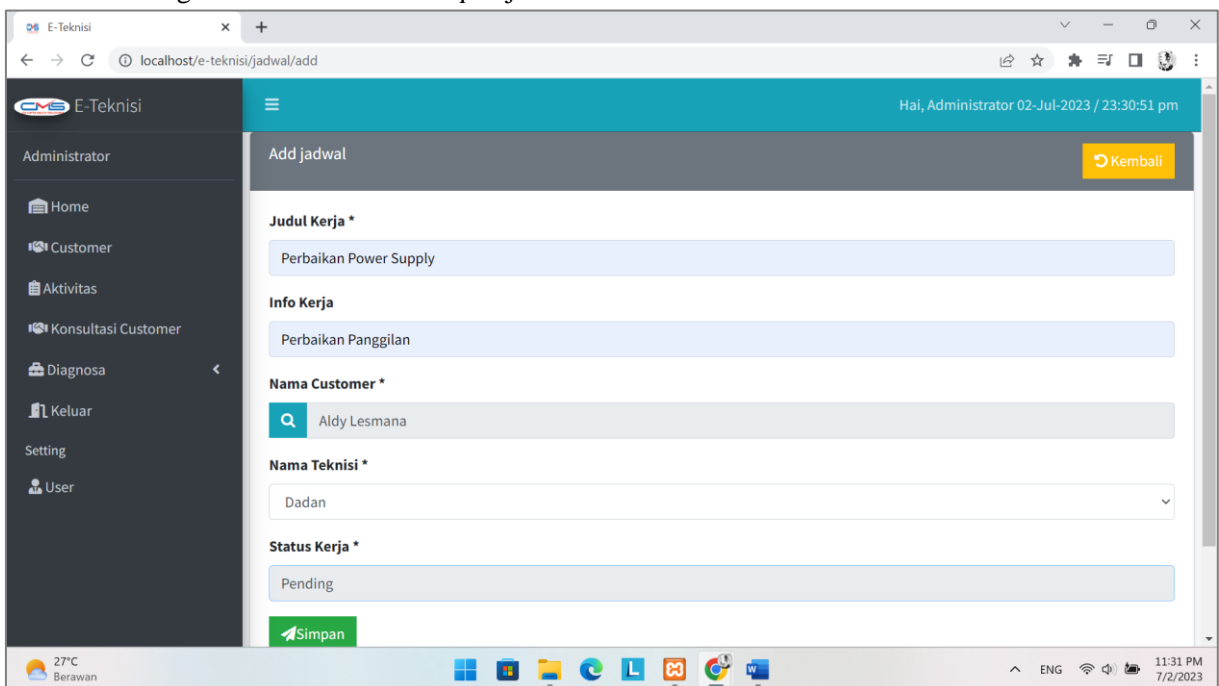 E-Teknisi
localhost/e-teknisi/jadwal/add
CMS E-Teknisi
Hai, Administrator 02-Jul-2023 / 23:30:51 pm
Administrator
Add jadwal
Kembali
Home
Customer
Aktivitas
Konsultasi Customer
Diagnosa
Keluar
Setting
User
Judul Kerja *
Perbaikan Power Supply
Info Kerja
Perbaikan Panggilan
Nama Customer *
Aldy Lesmana
Nama Teknisi *
Dadan
Status Kerja *
Pending
Simpan
27°C
Berawan
L
W
ENG
11:31 PM
7/2/2023